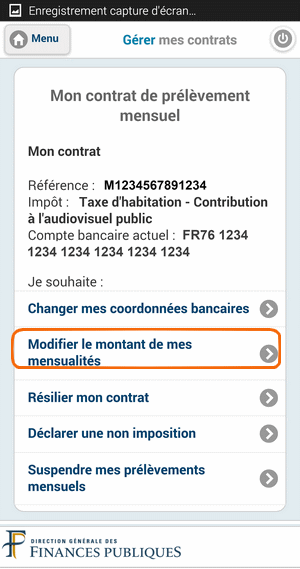 Enregistrement capture d'écran...
Menu
Gérer mes contrats
Mon contrat de prélèvement
mensuel
Mon contrat
Référence : M1234567891234
Impôt : Taxe d'habitation - Contribution
à l'audiovisuel public
Compte bancaire actuel : FR76 1234
1234 1234 1234 1234 1234
Je souhaite :
Changer mes coordonnées bancaires
Modifier le montant de mes
mensualités
Résilier mon contrat
Déclarer une non imposition
Suspendre mes prélèvements
mensuels
DIRECTION GÉNÉRALE DES
FINANCES PUBLIQUES